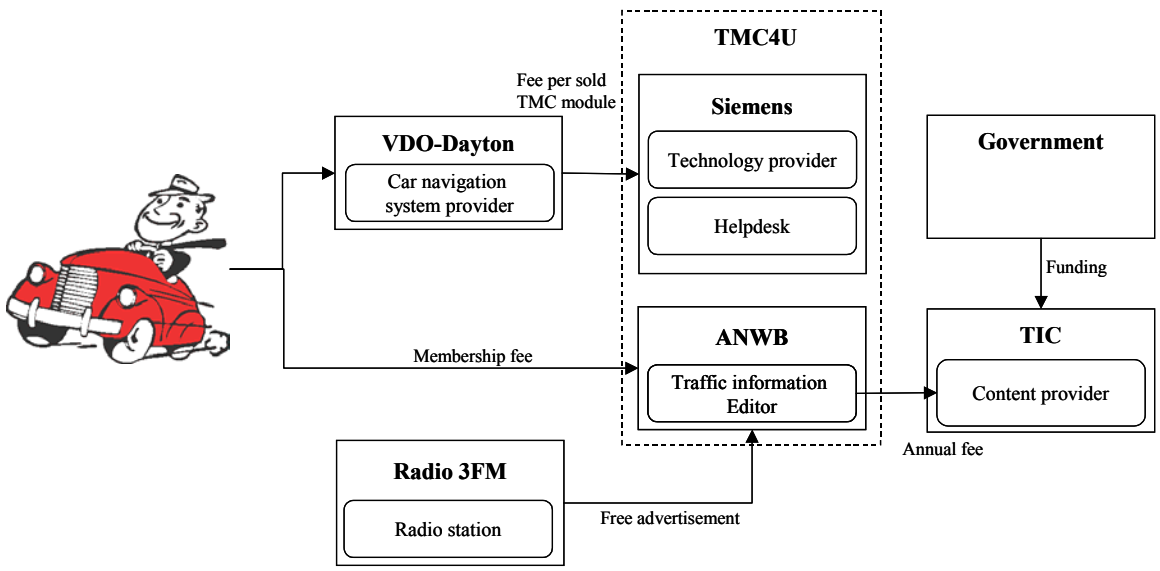 TMC4U
Fee per sold
TMC module
Siemens
Technology provider
Helpdesk
VDO-Dayton
Car navigation
system provider
Government
Funding
Membership fee
ANWB
Traffic information
Editor
TIC
Content provider
Annual fee
Radio 3FM
Radio station
Free advertisement